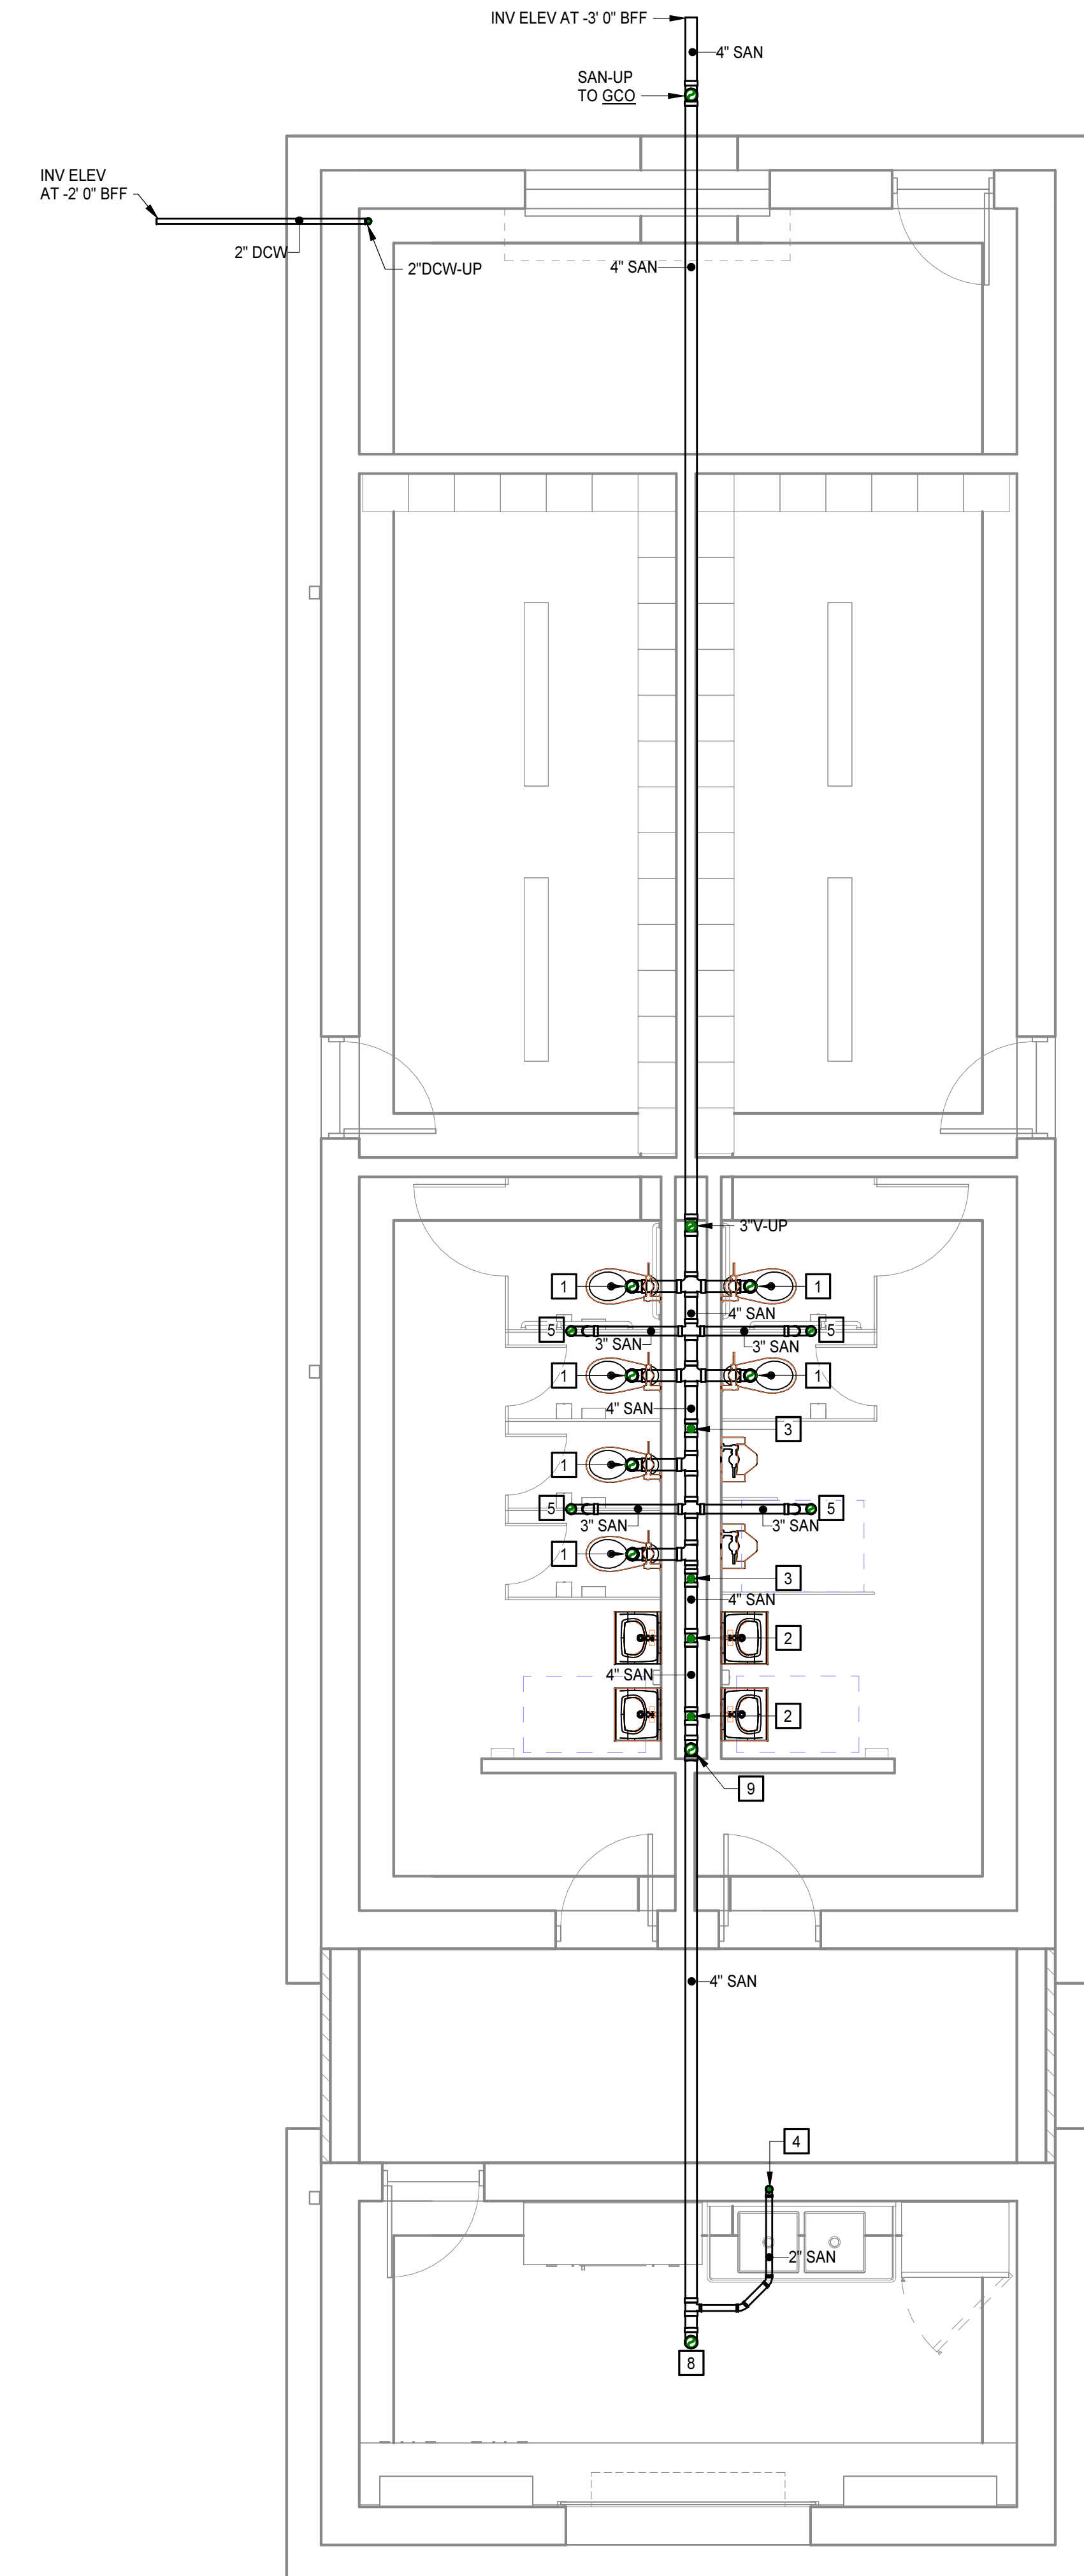 INV ELEV AT -3' 0" BFF
4" SAN
SAN-UP
TO GCO
INV ELEV
AT -2' 0" BFF
2" DCW
2"DCW-UP
4" SAN
3"V-UP
1
1
4" SAN
5
5
3" SAN
3" SAN
1
1
4" SAN
3
1
5
5
3" SAN
3" SAN
1
3
4" SAN
2
4" SAN
2
9
4" SAN
4
2" SAN
8